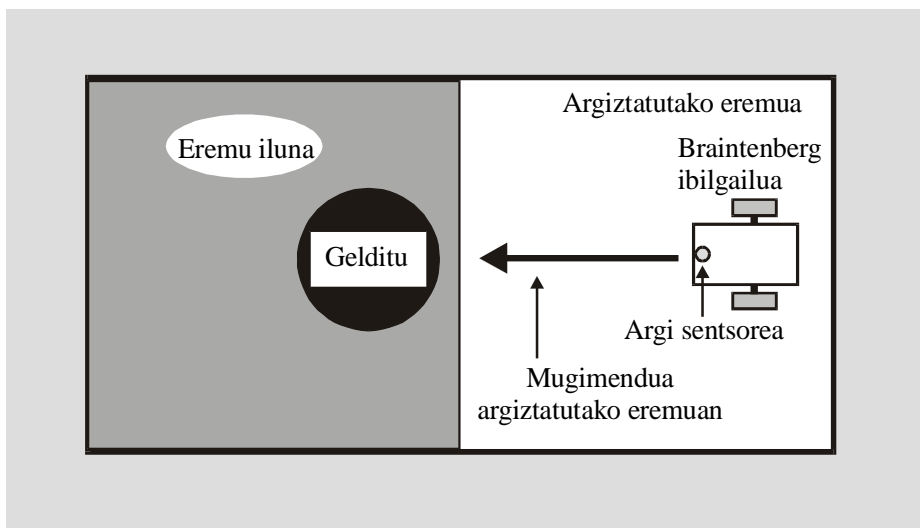 Argiztatutako eremua
Eremu iluna
Braintenberg
ibilgailua
Gelditu
Argi sentsorea
Mugimendua
argiztatutako eremuan